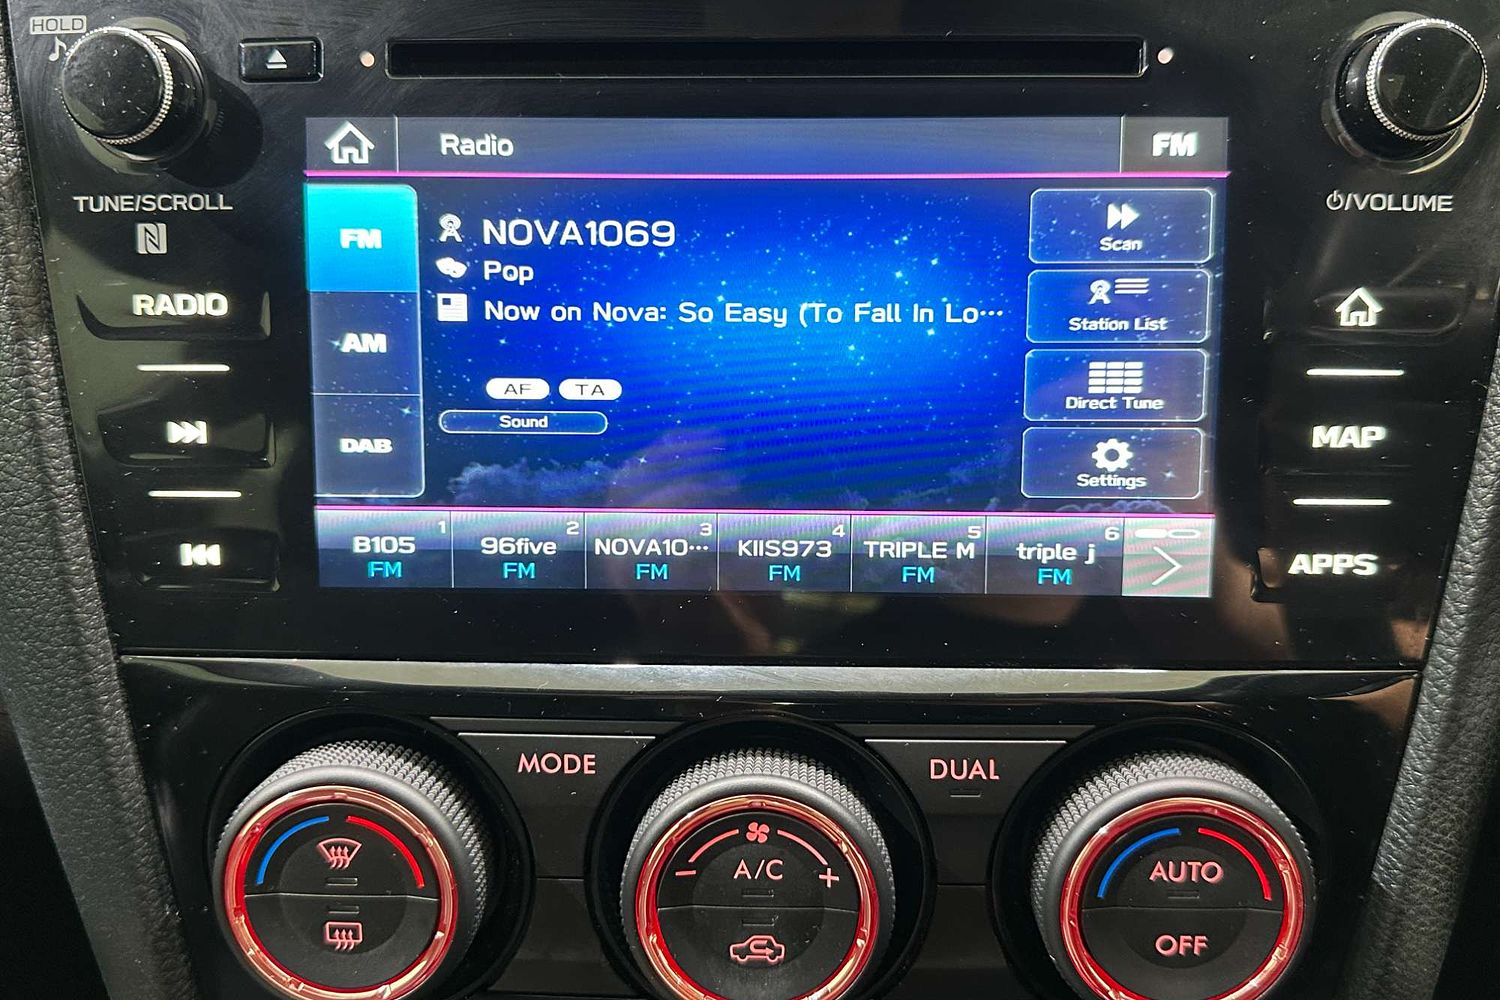 HOLD
TUNE/SCROLL
/VOLUME
Radio
FM
FM
AM
DAB
NOVA1069
Pop
Now on Nova: So Easy (To Fall In Lo...
AF TA
Sound
Scan
Station List
Direct Tune
Settings
1 2 3 4 5 6
B105 96five NOVA10... KIIS973 TRIPLE M triple j
FM FM FM FM FM FM
RADIO
MAP
APPS
MODE
DUAL
A/C
- +
AUTO
OFF